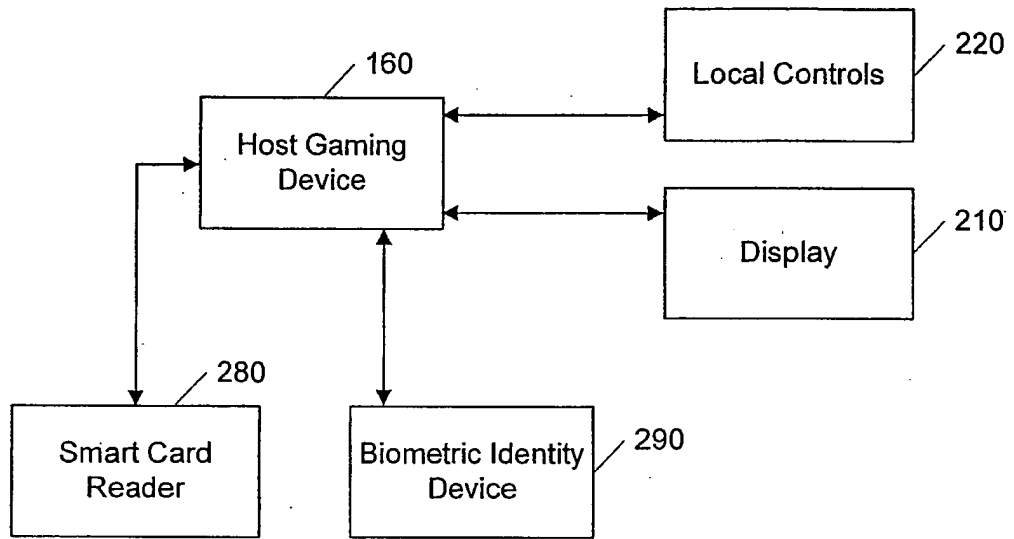 160
Host Gaming
Device
220
Local Controls
210
Display
280
Smart Card
Reader
290
Biometric Identity
Device